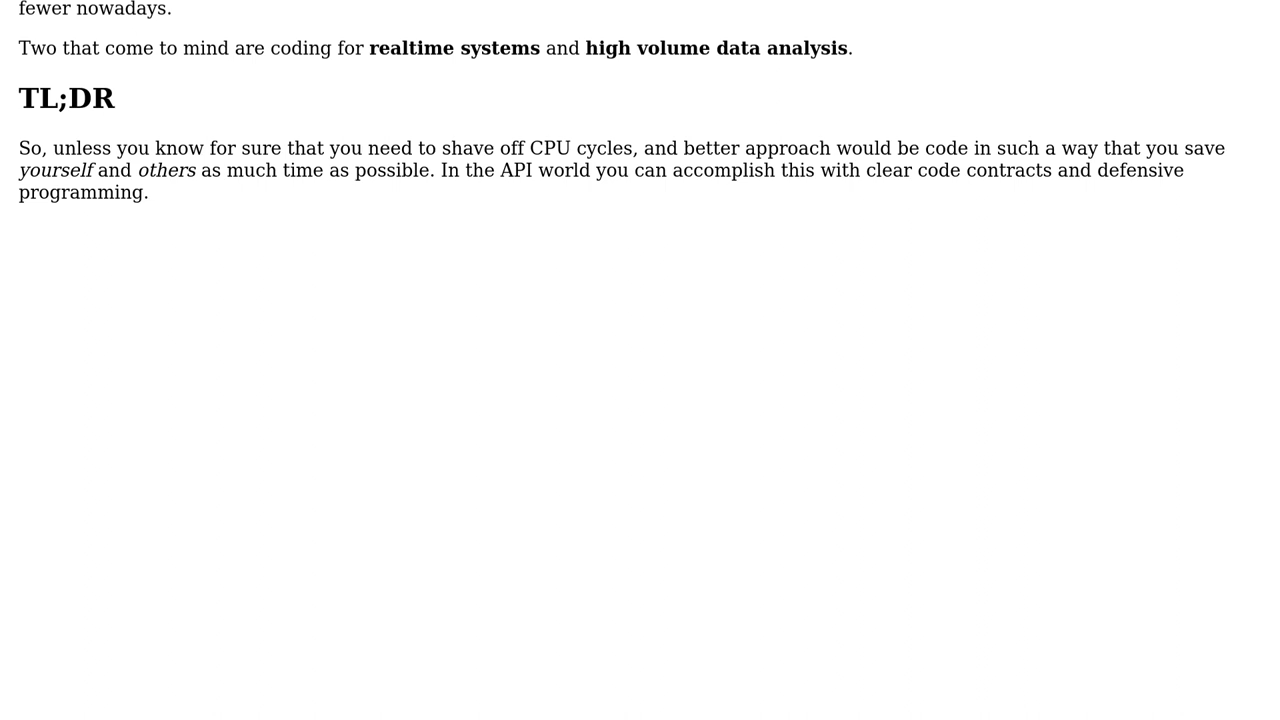 fewer nowadays.
Two that come to mind are coding for realtime systems and high volume data analysis.
TL;DR
So, unless you know for sure that you need to shave off CPU cycles, and better approach would be code in such a way that you save
yourself and others as much time as possible. In the API world you can accomplish this with clear code contracts and defensive
programming.